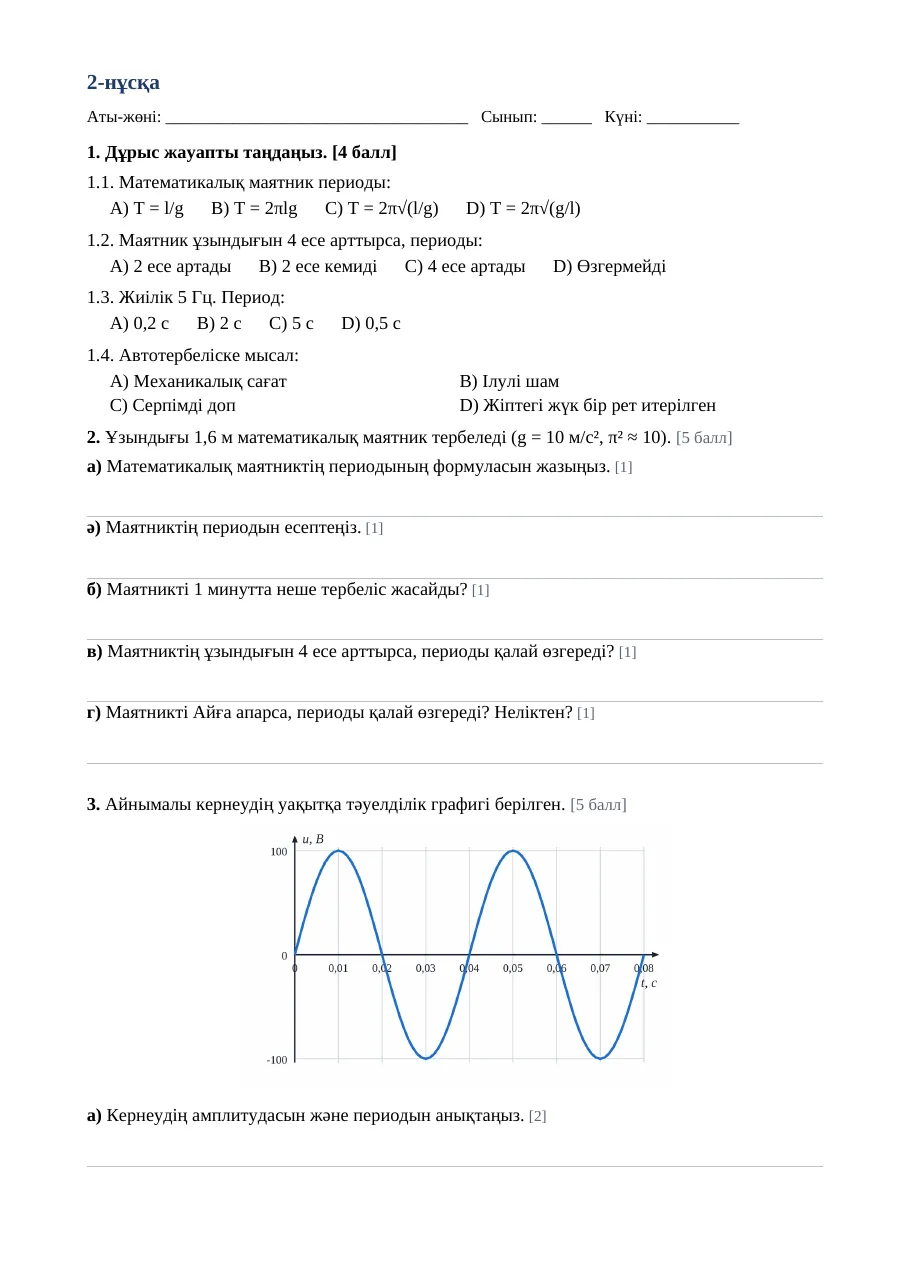 2-нұсқа
Аты-жөні: ____________________________________ Сынып: ______ Күні: ___________
1. Дұрыс жауапты таңдаңыз. [4 балл]
1.1. Математикалық маятник периоды:
A) T = l/g B) T = 2πlg C) T = 2π√(l/g) D) T = 2π√(g/l)
1.2. Маятник ұзындығын 4 есе арттырса, периоды:
A) 2 есе артады B) 2 есе кемиді C) 4 есе артады D) Өзгермейді
1.3. Жиілік 5 Гц. Период:
A) 0,2 с B) 2 с C) 5 с D) 0,5 с
1.4. Автотербеліске мысал:
A) Механикалық сағат B) Ілулі шам
C) Серпімді доп D) Жіптегі жүк бір рет итерілген
2. Ұзындығы 1,6 м математикалық маятник тербеледі (g = 10 м/с², π² ≈ 10). [5 балл]
а) Математикалық маятниктің периодының формуласын жазыңыз. [1]
ә) Маятниктің периодын есептеңіз. [1]
б) Маятникті 1 минутта неше тербеліс жасайды? [1]
в) Маятниктің ұзындығын 4 есе арттырса, периоды қалай өзгереді? [1]
г) Маятникті Айға апарса, периоды қалай өзгереді? Неліктен? [1]
3. Айнымалы кернеудің уақытқа тәуелділік графигі берілген. [5 балл]
u, В
100
0
0 0,01 0,02 0,03 0,04 0,05 0,06 0,07 0,08
t, с
-100
а) Кернеудің амплитудасын және периодын анықтаңыз. [2]